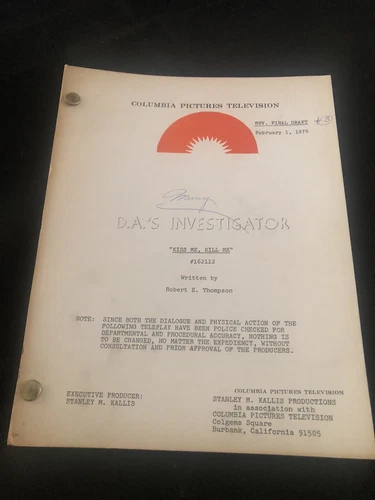 COLUMBIA PICTURES TELEVISION
REV. FINAL DRAFT
February 1, 1975
D.A.'S INVESTIGATOR
"KISS ME, KILL ME"
#162112
Written by
Robert E. Thompson
NOTE: SINCE BOTH THE DIALOGUE AND PHYSICAL ACTION OF THE
FOLLOWING TELEPLAY HAVE BEEN POLICE CHECKED FOR
DEPARTMENTAL AND PROCEDURAL ACCURACY, NOTHING IS
TO BE CHANGED, NO MATTER THE EXPEDIENCY, WITHOUT
CONSULTATION AND PRIOR APPROVAL OF THE PRODUCERS.
EXECUTIVE PRODUCER:
STANLEY M. KALLIS
COLUMBIA PICTURES TELEVISION
STANLEY M. KALLIS PRODUCTIONS
in association with
COLUMBIA PICTURES TELEVISION
Colgems Square
Burbank, California 91505